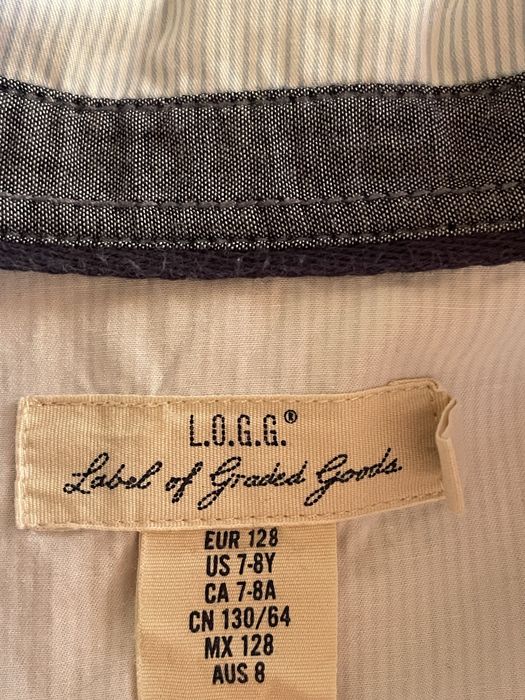 L.O.G.G.®
Label of Graded Goods.
EUR 128
US 7-8Y
CA 7-8A
CN 130/64
MX 128
AUS 8